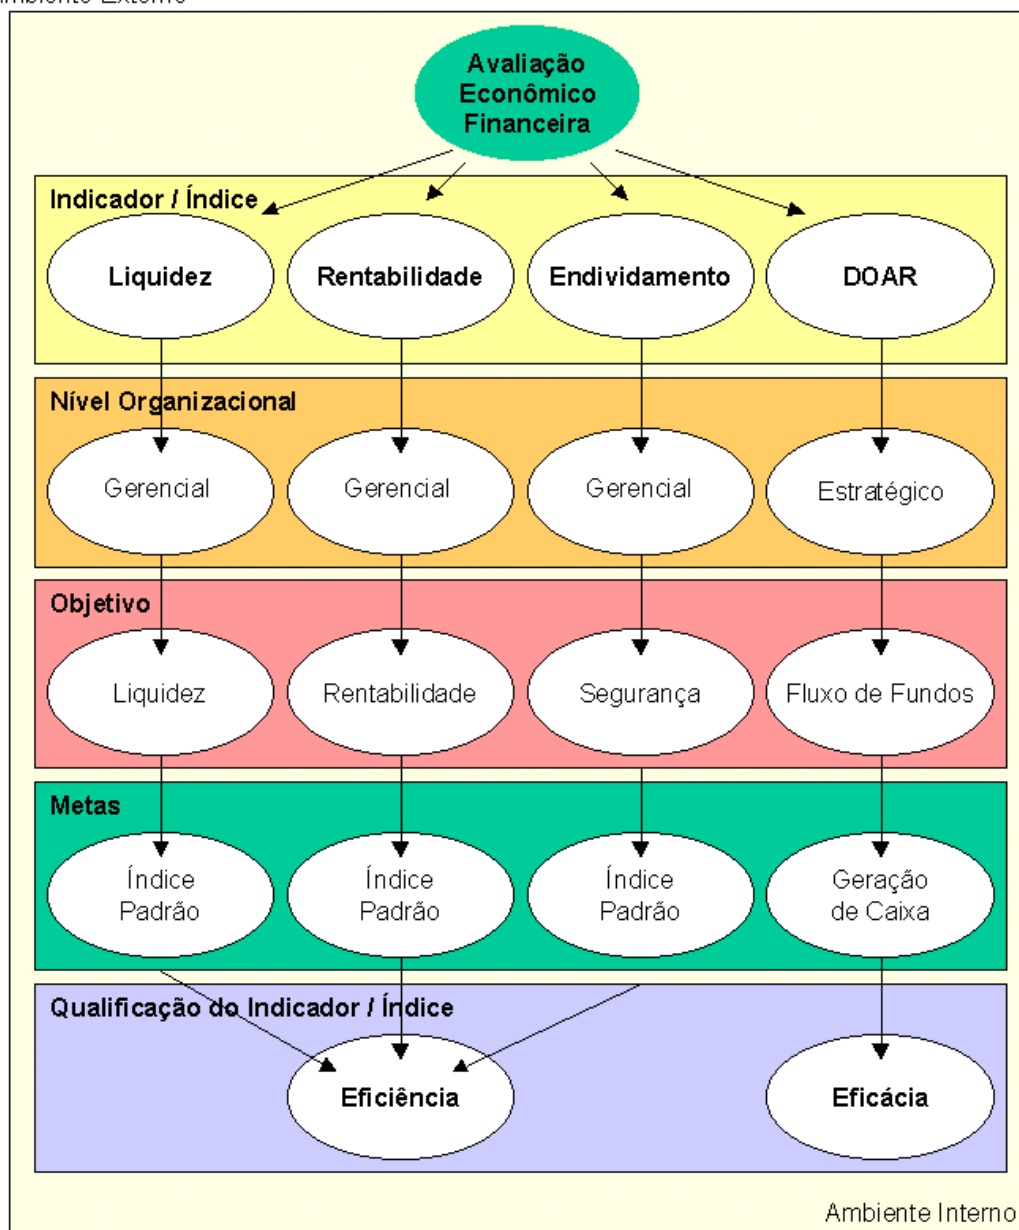 Ambiente Externo
Avaliação
Econômico
Financeira
Indicador / Índice
Liquidez
Rentabilidade
Endividamento
DOAR
Nível Organizacional
Gerencial
Gerencial
Gerencial
Estratégico
Objetivo
Liquidez
Rentabilidade
Segurança
Fluxo de Fundos
Metas
Índice
Padrão
Índice
Padrão
Índice
Padrão
Geração
de Caixa
Qualificação do Indicador / Índice
Eficiência
Eficácia
Ambiente Interno